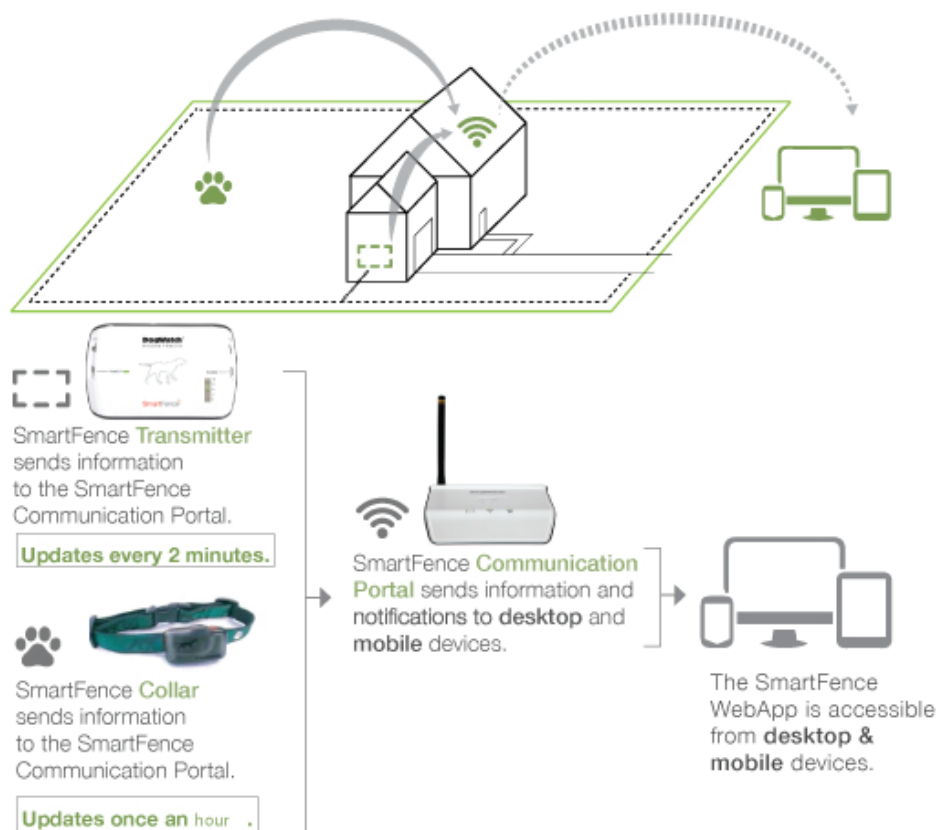 DogWatch
SmartFence
SmartFence Transmitter
sends information
to the SmartFence
Communication Portal.
Updates every 2 minutes.
SmartFence Collar
sends information
to the SmartFence
Communication Portal.
Updates once an hour .
SmartFence Communication
Portal sends information and
notifications to desktop and
mobile devices.
The SmartFence
WebApp is accessible
from desktop &
mobile devices.